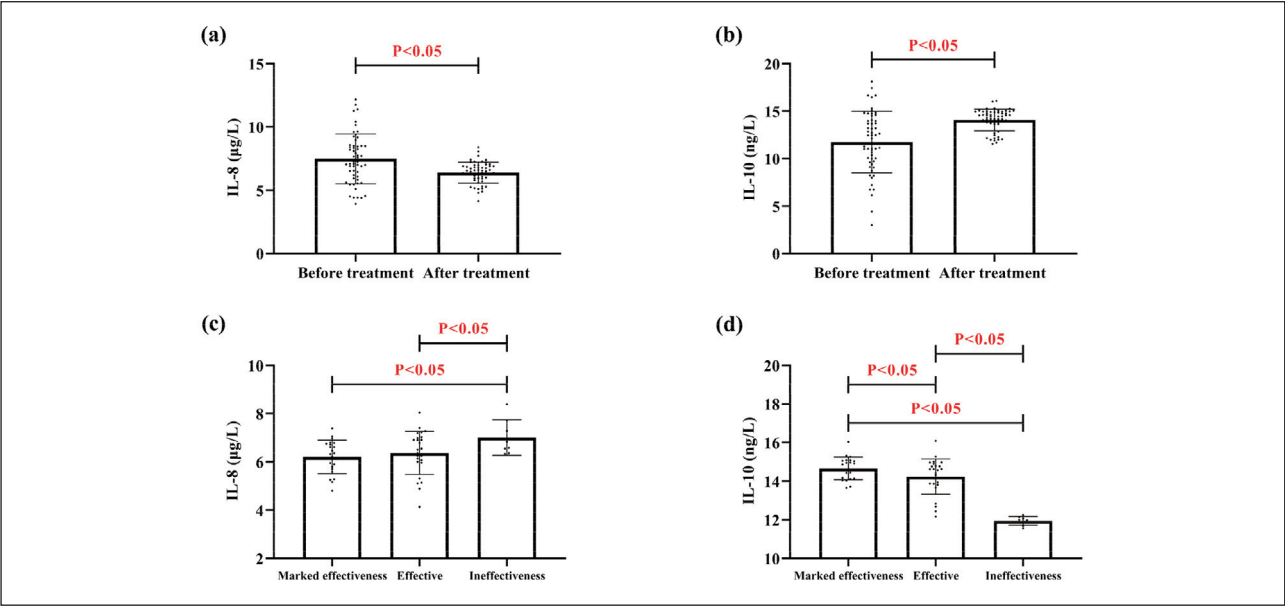 (a)
P<0.05
15
10
5
0
IL-8 (µg/L)
Before treatment After treatment
(b)
P<0.05
20
15
10
5
0
IL-10 (ng/L)
Before treatment After treatment
(c)
P<0.05
P<0.05
10
8
6
4
2
IL-8 (µg/L)
Marked effectiveness Effective Ineffectiveness
(d)
P<0.05
P<0.05
P<0.05
20
18
16
14
12
10
IL-10 (ng/L)
Marked effectiveness Effective Ineffectiveness